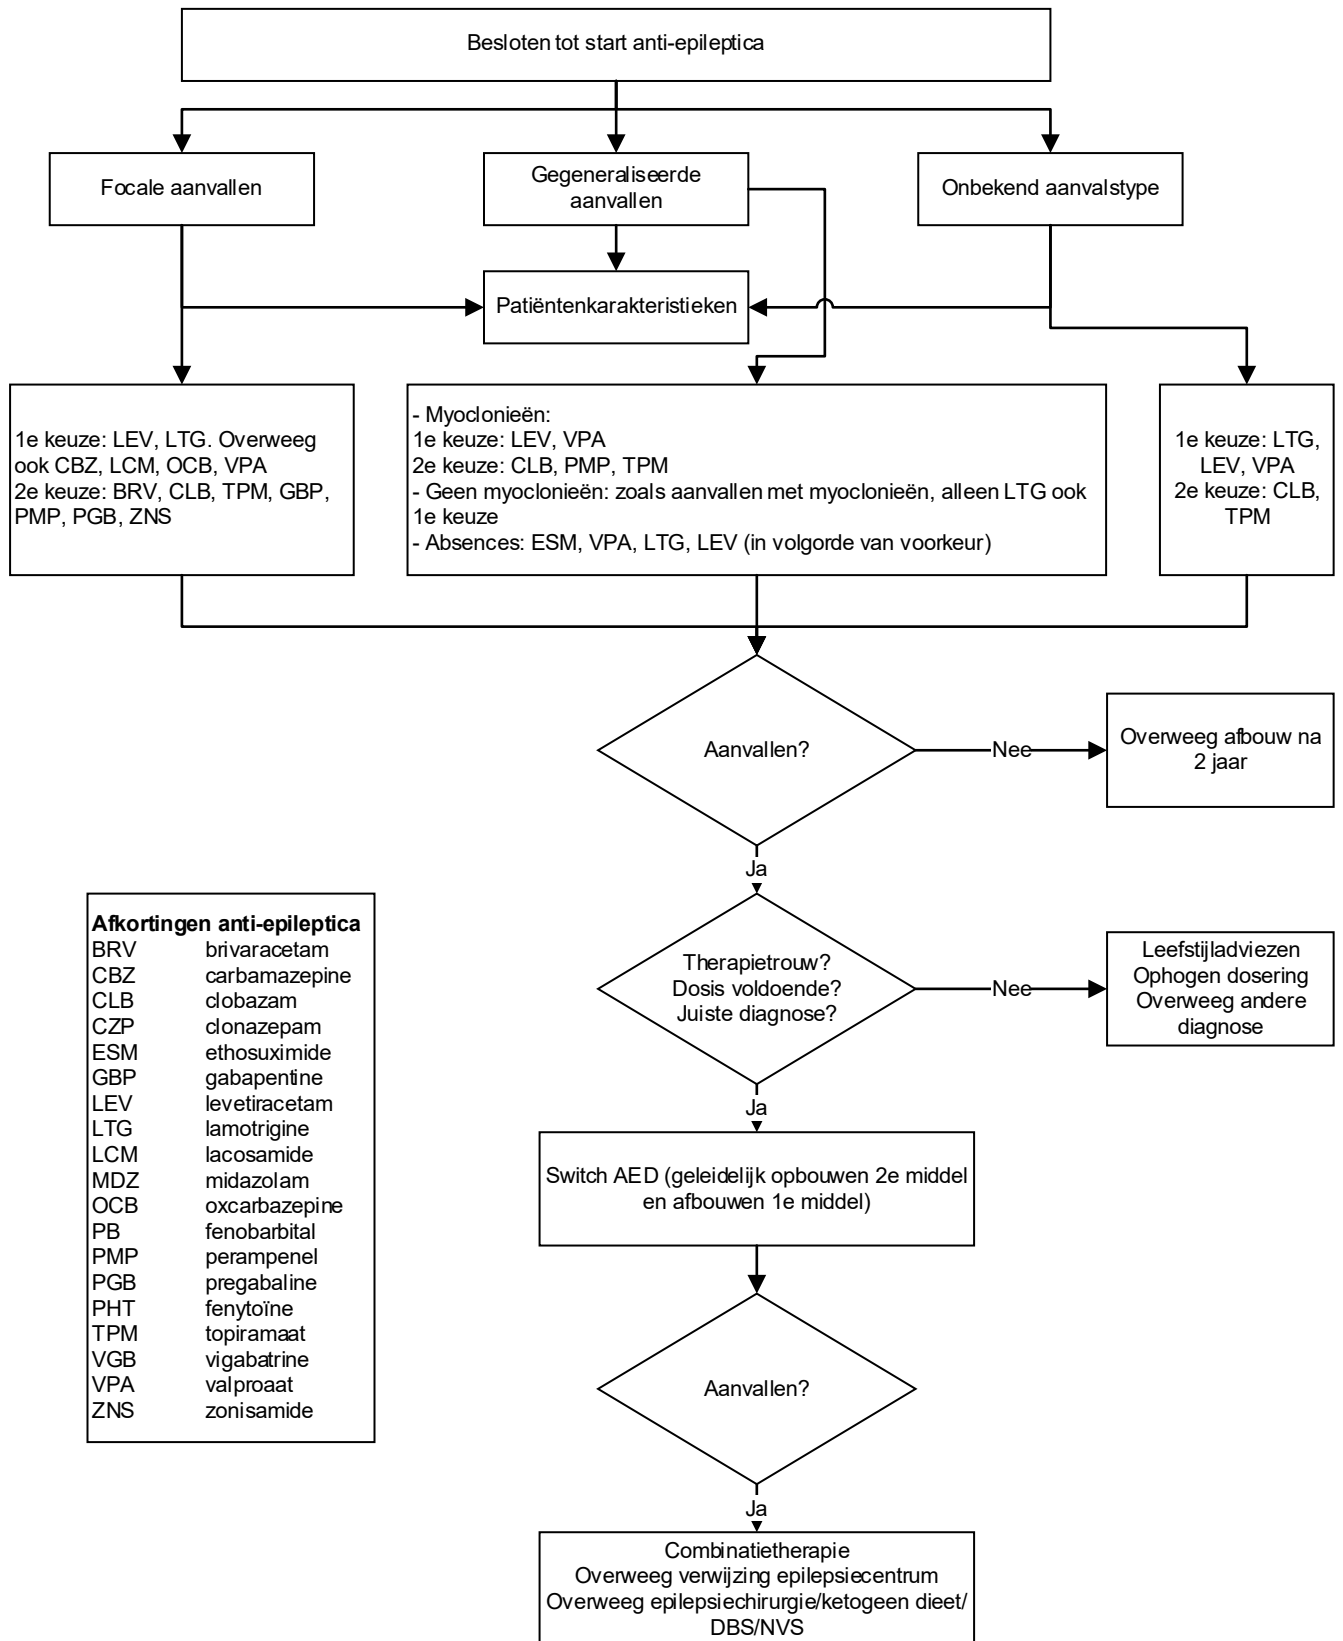 Besloten tot start anti-epileptica
Focale aanvallen
Gegeneraliseerde
aanvallen
Onbekend aanvalstype
Patiëntenkarakteristieken
1e keuze: LEV, LTG. Overweeg
ook CBZ, LCM, OCB, VPA
2e keuze: BRV, CLB, TPM, GBP,
PMP, PGB, ZNS
- Myoclonieën:
1e keuze: LEV, VPA
2e keuze: CLB, PMP, TPM
- Geen myoclonieën: zoals aanvallen met myoclonieën, alleen LTG ook
1e keuze
- Absences: ESM, VPA, LTG, LEV (in volgorde van voorkeur)
1e keuze: LTG,
LEV, VPA
2e keuze: CLB,
TPM
Aanvallen?
Nee
Overweeg afbouw na
2 jaar
Ja
Therapietrouw?
Dosis voldoende?
Juiste diagnose?
Nee
Leefstijladviezen
Ophogen dosering
Overweeg andere
diagnose
Ja
Switch AED (geleidelijk opbouwen 2e middel
en afbouwen 1e middel)
Aanvallen?
Ja
Combinatietherapie
Overweeg verwijzing epilepsiecentrum
Overweeg epilepsiechirurgie/ketogeen dieet/
DBS/NVS
Afkortingen anti-epileptica
BRV brivaracetam
CBZ carbamazepine
CLB clobazam
CZP clonazepam
ESM ethosuximide
GBP gabapentine
LEV levetiracetam
LTG lamotrigine
LCM lacosamide
MDZ midazolam
OCB oxcarbazepine
PB fenobarbital
PMP perampenel
PGB pregabaline
PHT fenytoïne
TPM topiramaat
VGB vigabatrine
VPA valproaat
ZNS zonisamide